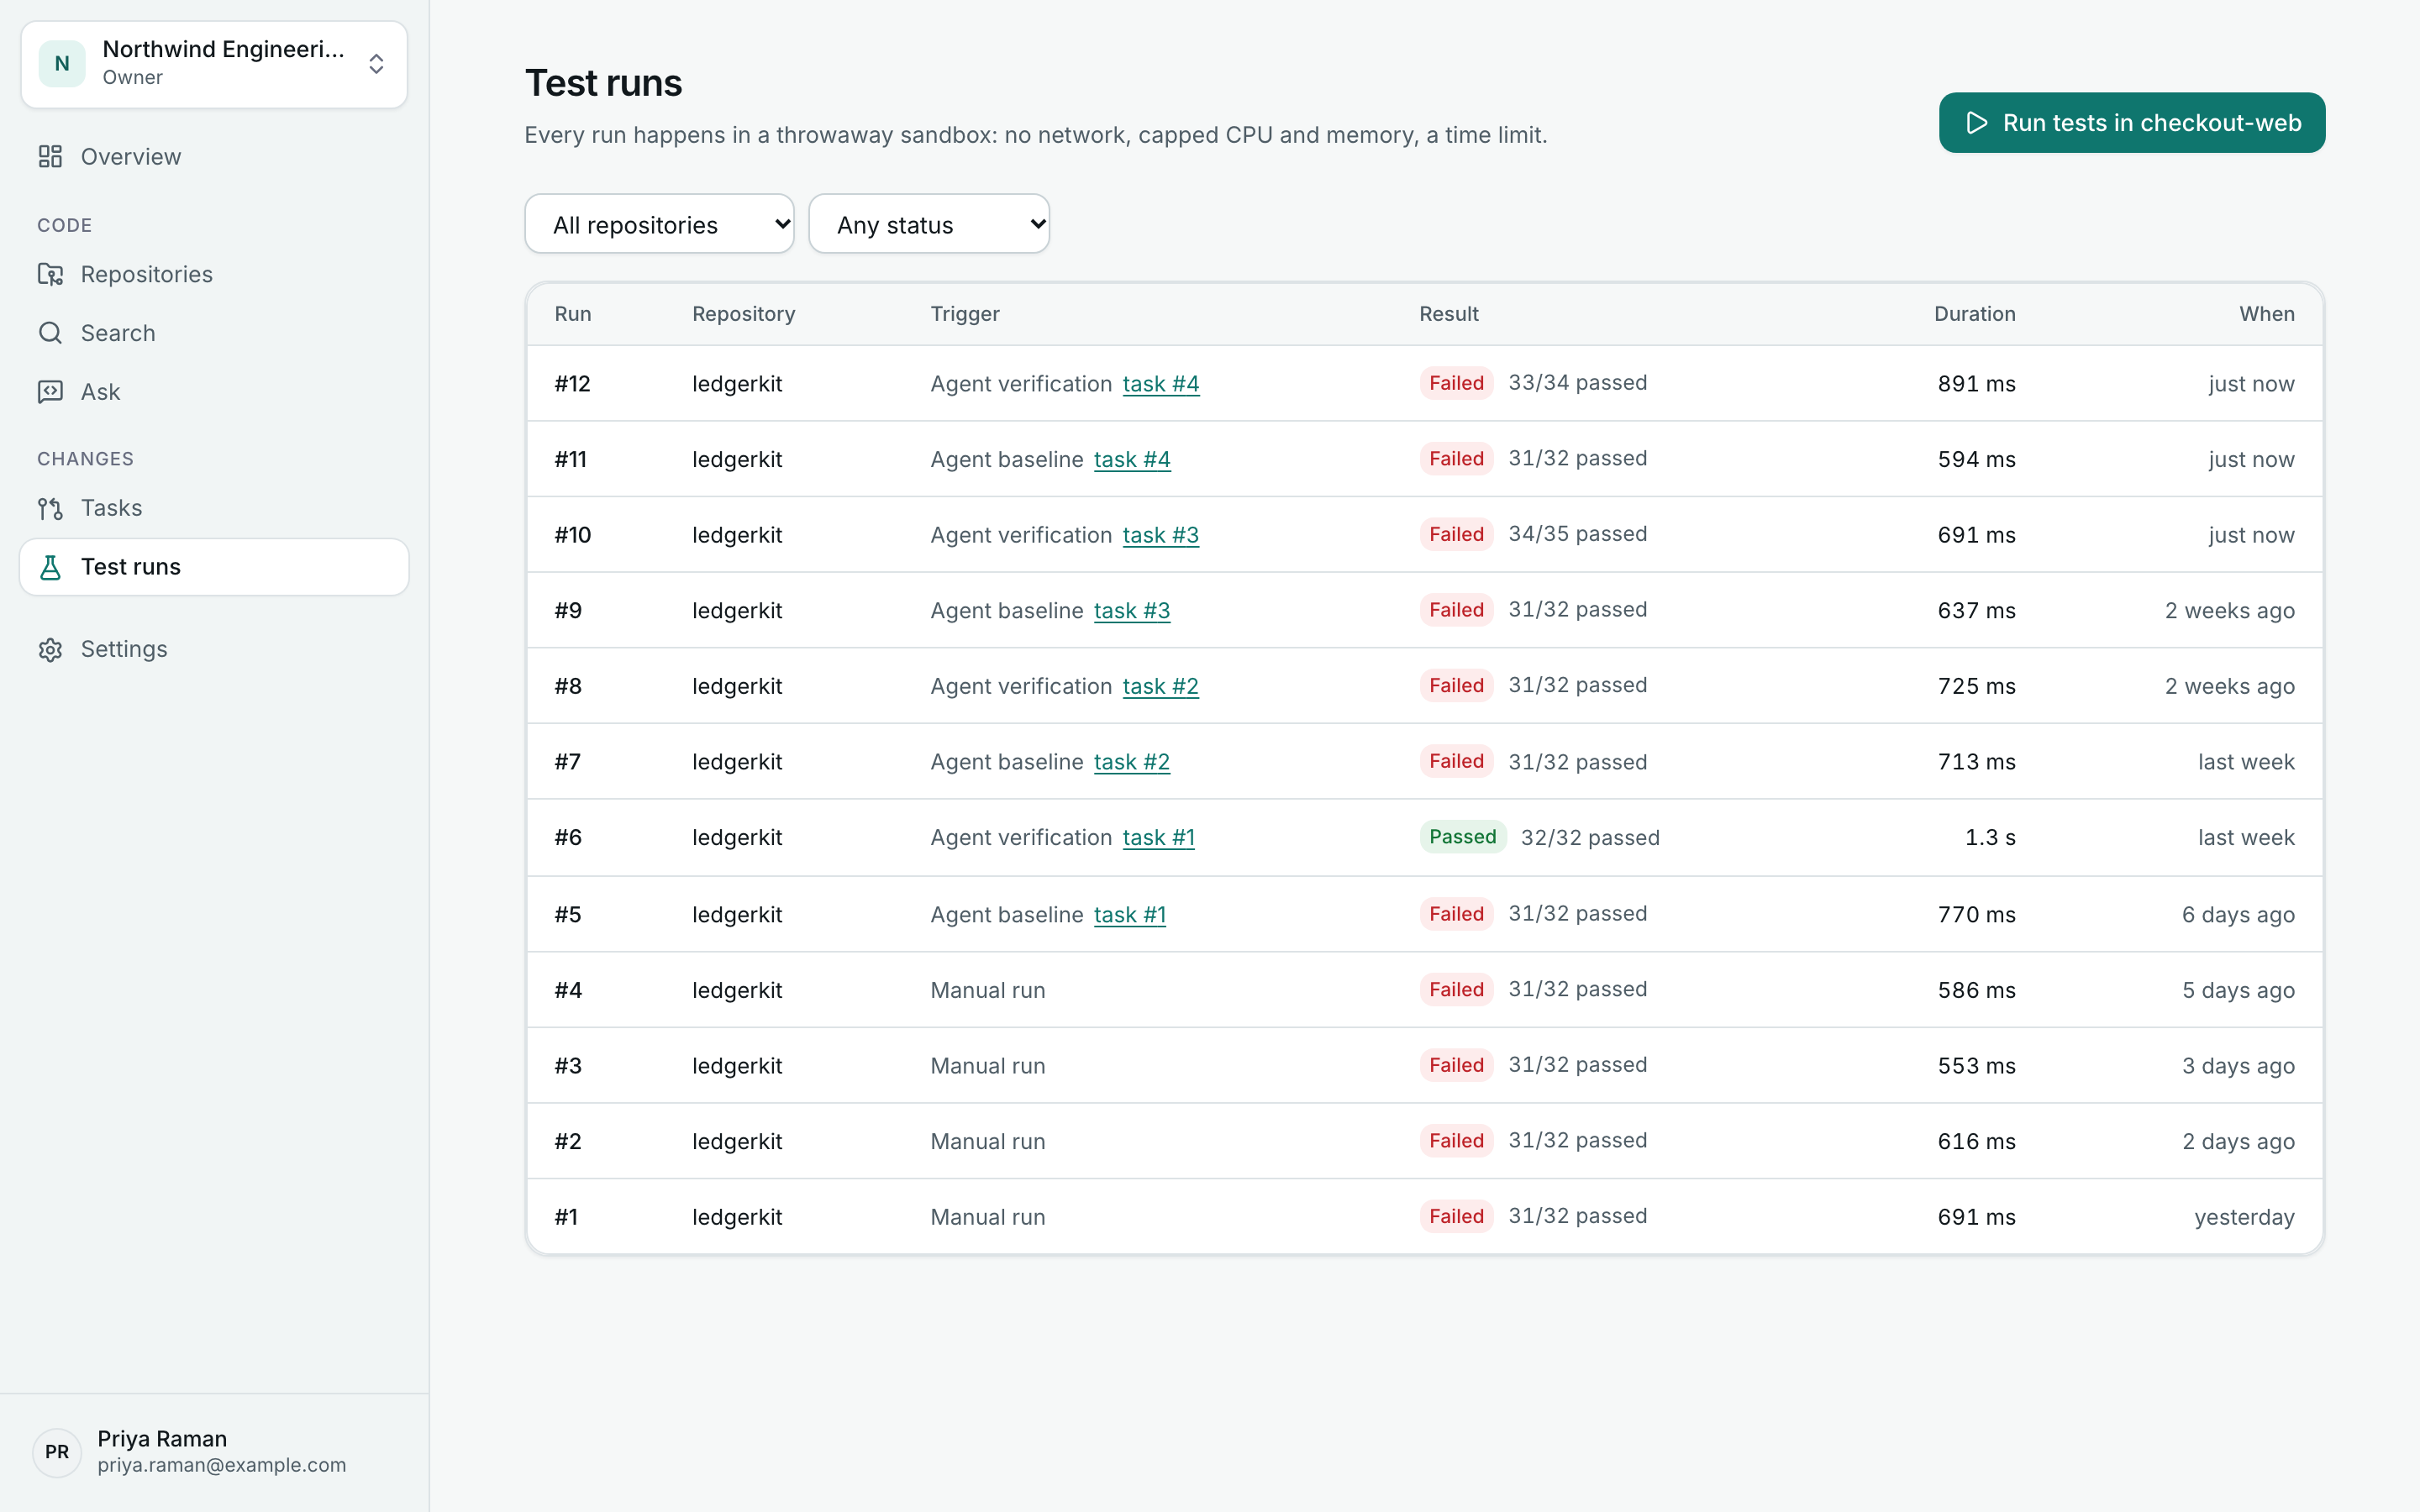 N
Northwind Engineeri...
Owner
Overview
CODE
Repositories
Search
Ask
CHANGES
Tasks
Test runs
Settings
PR
Priya Raman
priya.raman@example.com
Test runs
Every run happens in a throwaway sandbox: no network, capped CPU and memory, a time limit.
Run tests in checkout-web
All repositories Any status
Run Repository Trigger Result Duration When
#12 ledgerkit Agent verification task #4 Failed 33/34 passed 891 ms just now
#11 ledgerkit Agent baseline task #4 Failed 31/32 passed 594 ms just now
#10 ledgerkit Agent verification task #3 Failed 34/35 passed 691 ms just now
#9 ledgerkit Agent baseline task #3 Failed 31/32 passed 637 ms 2 weeks ago
#8 ledgerkit Agent verification task #2 Failed 31/32 passed 725 ms 2 weeks ago
#7 ledgerkit Agent baseline task #2 Failed 31/32 passed 713 ms last week
#6 ledgerkit Agent verification task #1 Passed 32/32 passed 1.3 s last week
#5 ledgerkit Agent baseline task #1 Failed 31/32 passed 770 ms 6 days ago
#4 ledgerkit Manual run Failed 31/32 passed 586 ms 5 days ago
#3 ledgerkit Manual run Failed 31/32 passed 553 ms 3 days ago
#2 ledgerkit Manual run Failed 31/32 passed 616 ms 2 days ago
#1 ledgerkit Manual run Failed 31/32 passed 691 ms yesterday